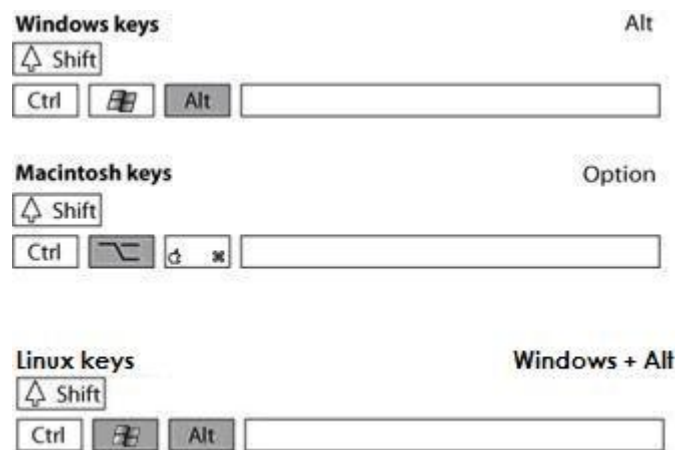 Windows keys Alt
Shift
Ctrl Alt
Macintosh keys Option
Shift
Ctrl
Linux keys Windows + Alt
Shift
Ctrl Alt